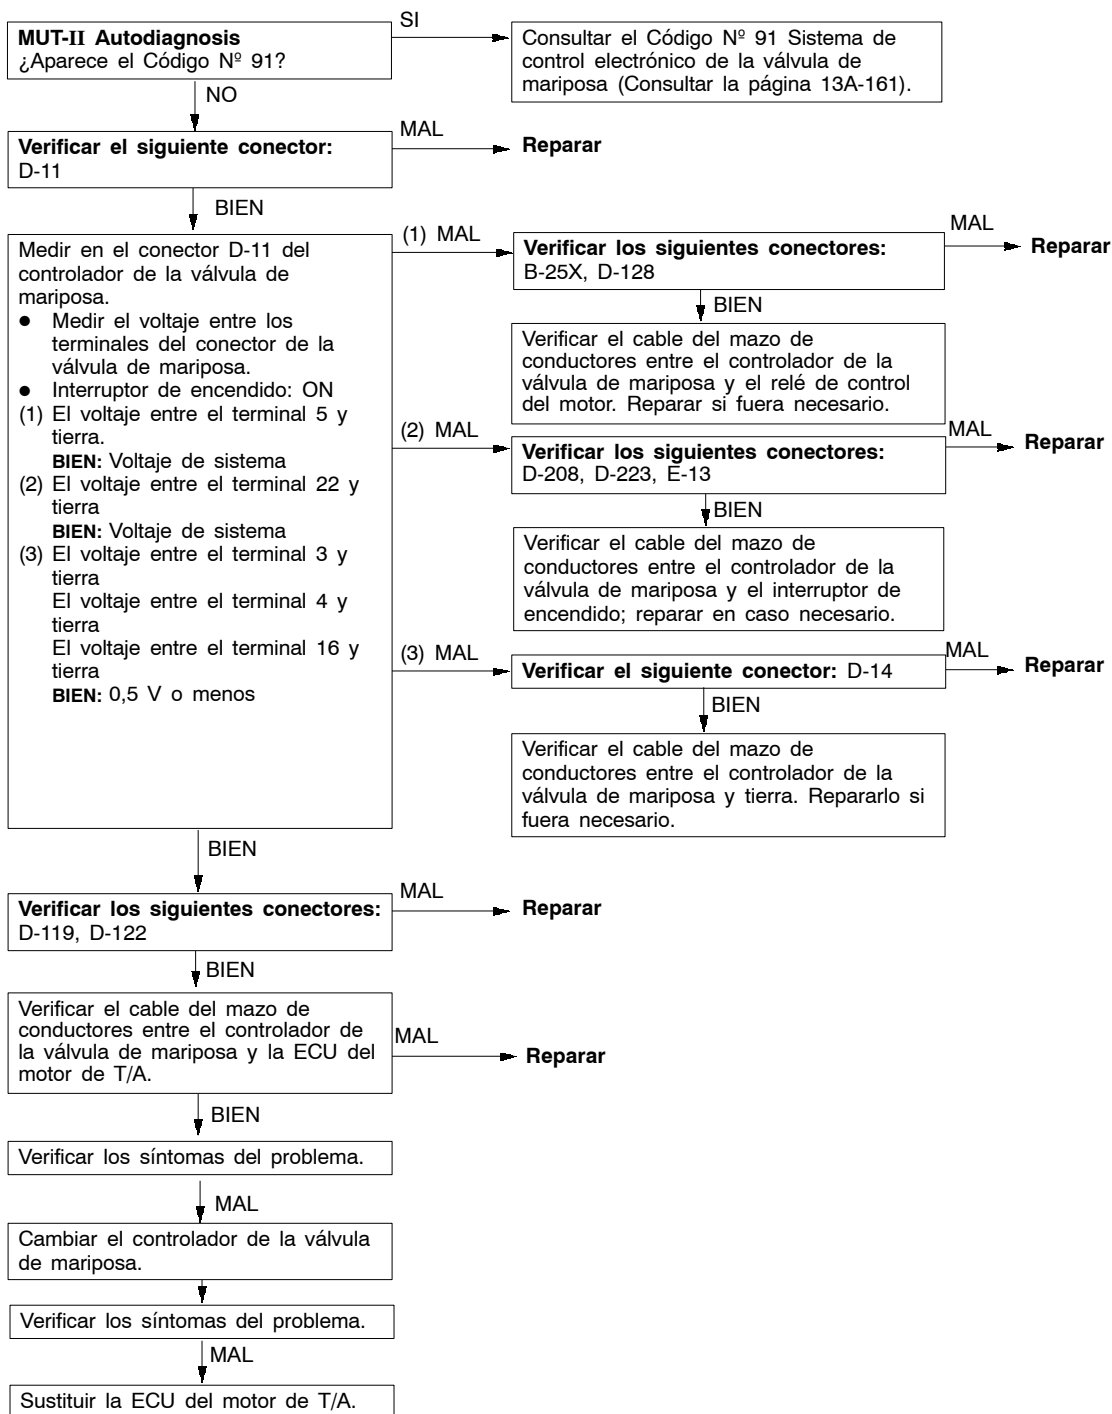 MUT-II Autodiagnosis
¿Aparece el Código Nº 91?
SI
Consultar el Código Nº 91 Sistema de
control electrónico de la válvula de
mariposa (Consultar la página 13A-161).
NO
Verificar el siguiente conector:
D-11
MAL
Reparar
BIEN
Medir en el conector D-11 del
controlador de la válvula de
mariposa.
● Medir el voltaje entre los
terminales del conector de la
válvula de mariposa.
● Interruptor de encendido: ON
(1) El voltaje entre el terminal 5 y
tierra.
BIEN: Voltaje de sistema
(2) El voltaje entre el terminal 22 y
tierra
BIEN: Voltaje de sistema
(3) El voltaje entre el terminal 3 y
tierra
El voltaje entre el terminal 4 y
tierra
El voltaje entre el terminal 16 y
tierra
BIEN: 0,5 V o menos
(1) MAL
Verificar los siguientes conectores:
B-25X, D-128
MAL
Reparar
BIEN
Verificar el cable del mazo de
conductores entre el controlador de la
válvula de mariposa y el relé de control
del motor. Reparar si fuera necesario.
(2) MAL
Verificar los siguientes conectores:
D-208, D-223, E-13
MAL
Reparar
BIEN
Verificar el cable del mazo de
conductores entre el controlador de la
válvula de mariposa y el interruptor de
encendido; reparar en caso necesario.
(3) MAL
Verificar el siguiente conector: D-14
MAL
Reparar
BIEN
Verificar el cable del mazo de
conductores entre el controlador de la
válvula de mariposa y tierra. Repararlo si
fuera necesario.
BIEN
Verificar los siguientes conectores:
D-119, D-122
MAL
Reparar
BIEN
Verificar el cable del mazo de
conductores entre el controlador de
la válvula de mariposa y la ECU del
motor de T/A.
MAL
Reparar
BIEN
Verificar los síntomas del problema.
MAL
Cambiar el controlador de la válvula
de mariposa.
Verificar los síntomas del problema.
MAL
Sustituir la ECU del motor de T/A.